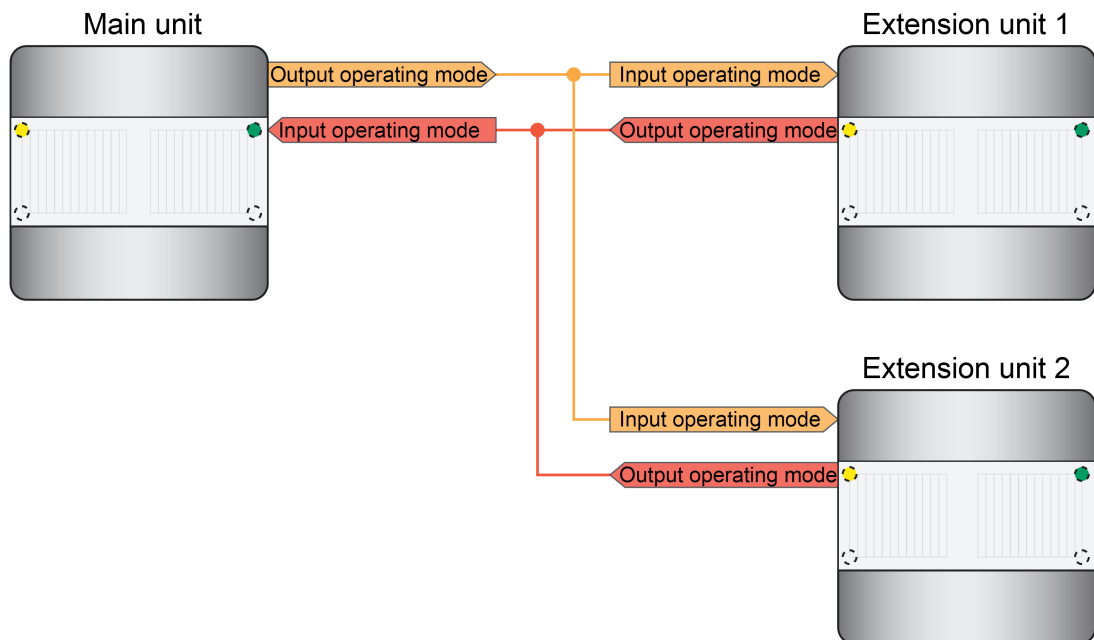 Main unit
Extension unit 1
Output operating mode
Input operating mode
Input operating mode
Output operating mode
Extension unit 2
Input operating mode
Output operating mode